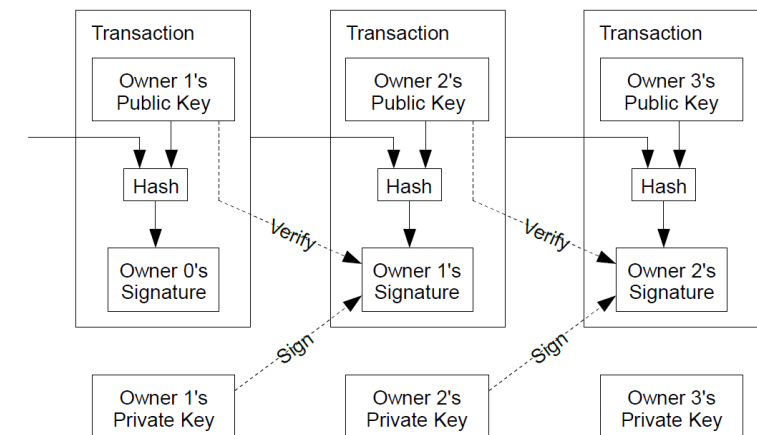 Transaction
Transaction
Transaction
Owner 1's
Public Key
Owner 2's
Public Key
Owner 3's
Public Key
Hash
Hash
Hash
Verify
Verify
Owner 0's
Signature
Owner 1's
Signature
Owner 2's
Signature
Sign
Sign
Owner 1's
Private Key
Owner 2's
Private Key
Owner 3's
Private Key